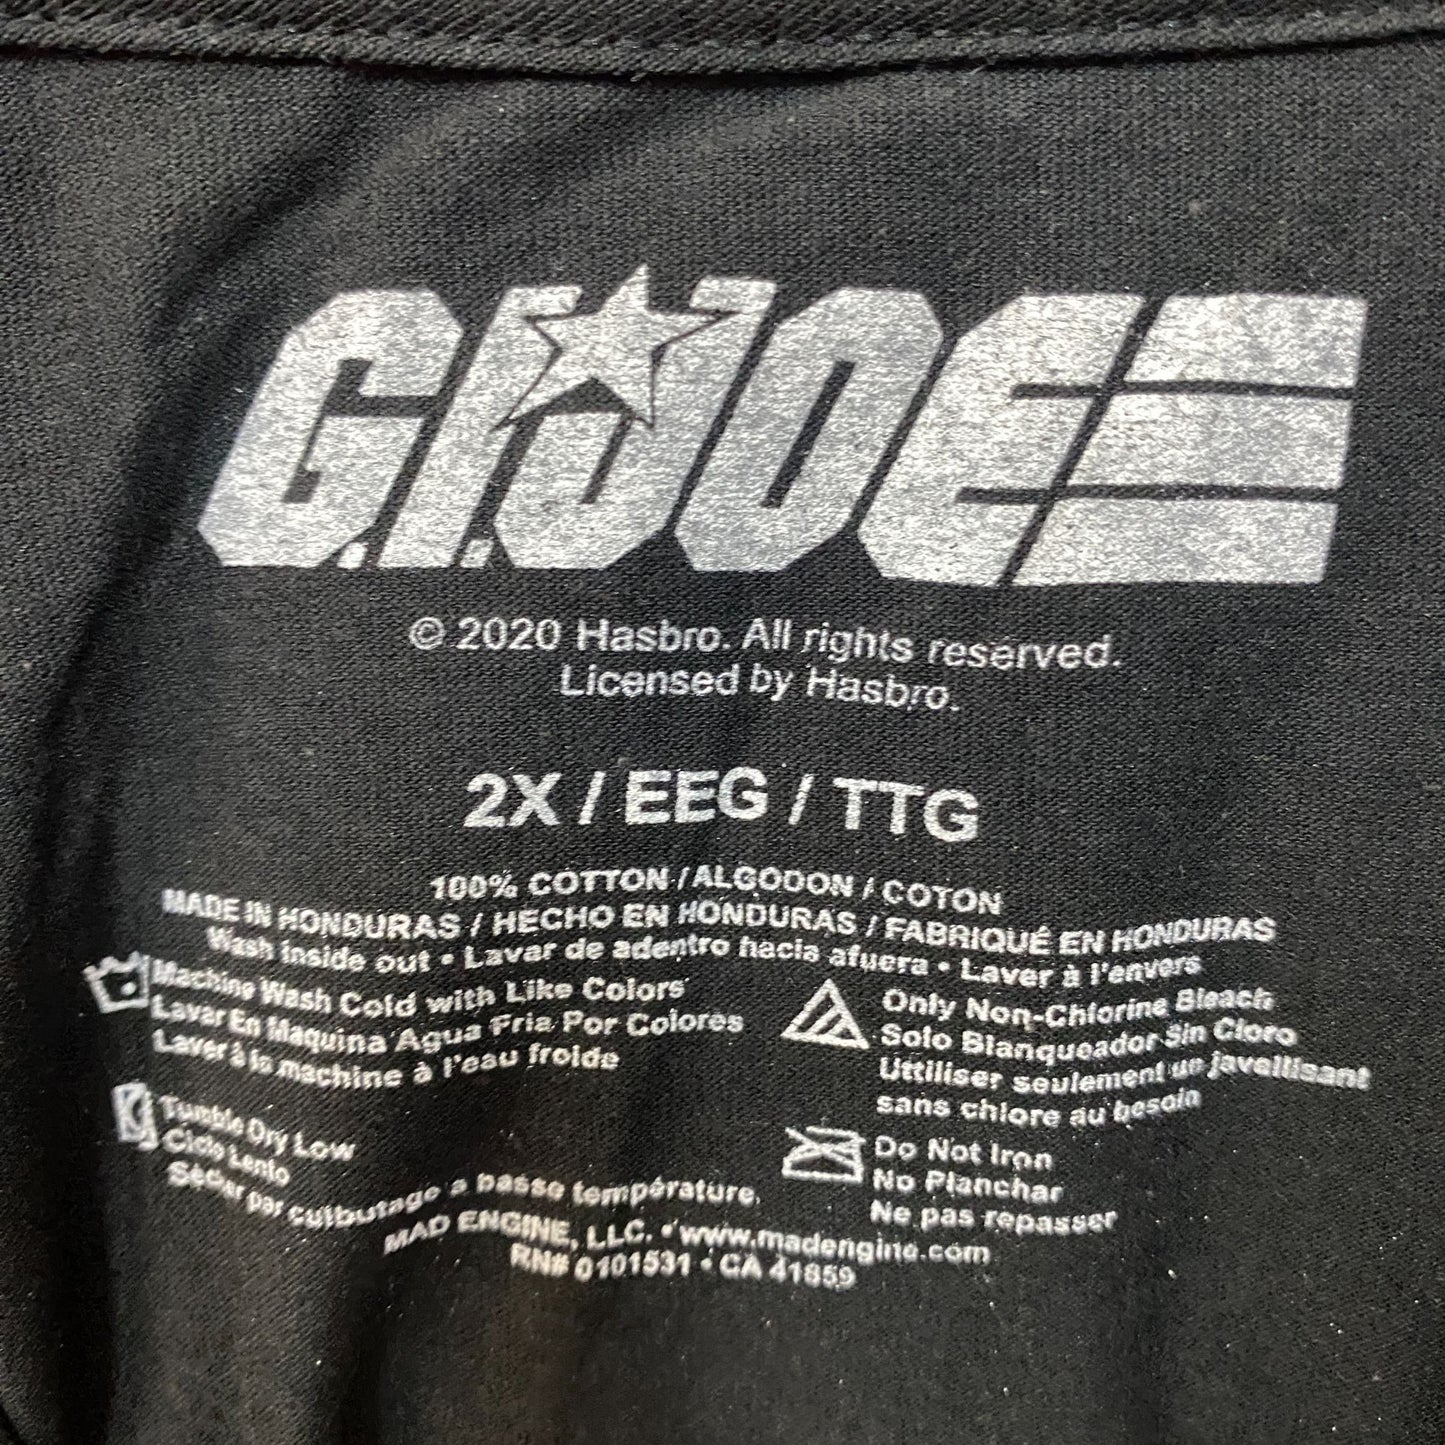 G.I.JOE
© 2020 Hasbro. All rights reserved.
Licensed by Hasbro.
2X / EEG / TTG
100% COTTON / ALGODON / COTON
MADE IN HONDURAS / HECHO EN HONDURAS / FABRIQUÉ EN HONDURAS
Wash inside out • Lavar de adentro hacia afuera • Laver à l'envers
Machine Wash Cold with Like Colors
Lavar En Maquina Agua Fria Por Colores
Laver à la machine à l'eau froide
Only Non-Chlorine Bleach
Solo Blanqueador Sin Cloro
Uttiliser seulement un javellisant
sans chlore au besoin
Tumble Dry Low
Ciclo Lento
Sécher par culbutage a basse température.
Do Not Iron
No Planchar
Ne pas repasser
MAD ENGINE, LLC. • www.madengine.com
RN# 0101531 • CA 41859